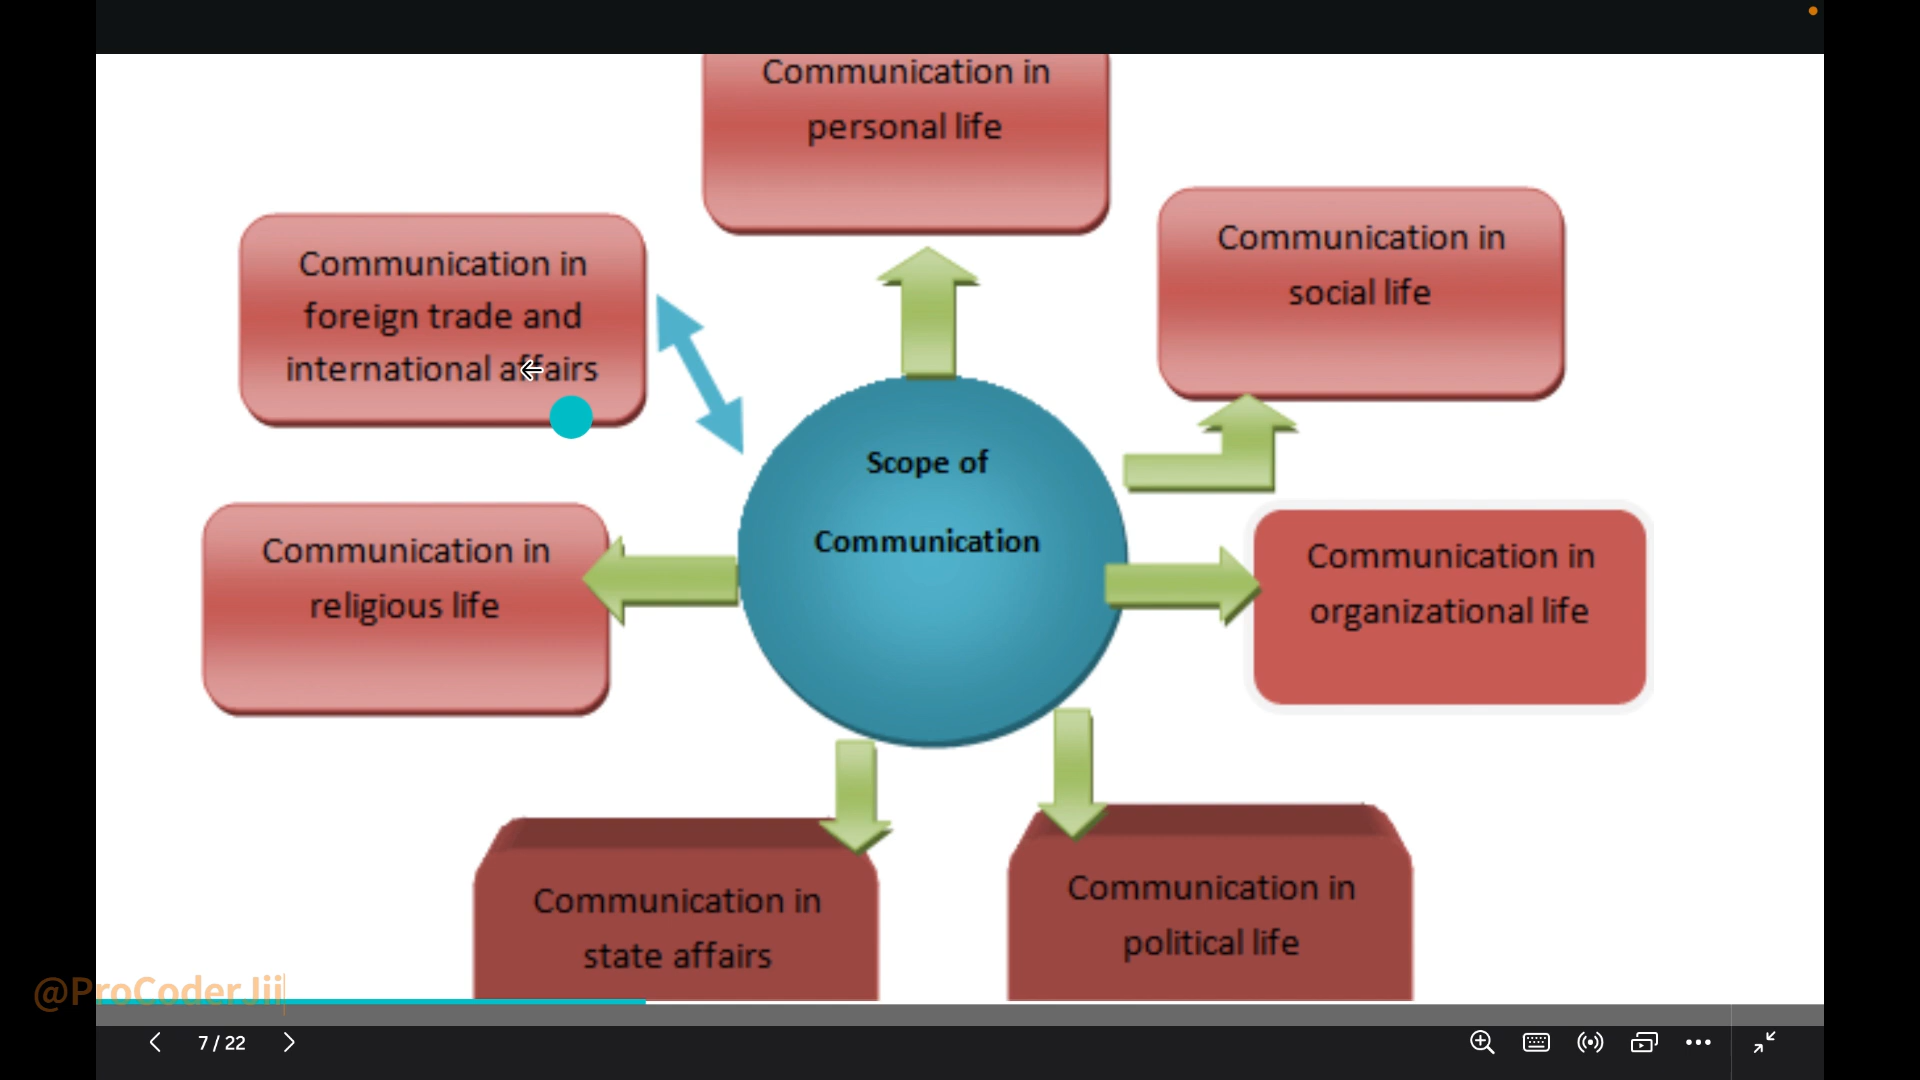 Communication in
personal life
Communication in
social life
Communication in
foreign trade and
international affairs
Scope of
Communication
Communication in
religious life
Communication in
organizational life
Communication in
state affairs
Communication in
political life
@ProCoderJii
7 / 22